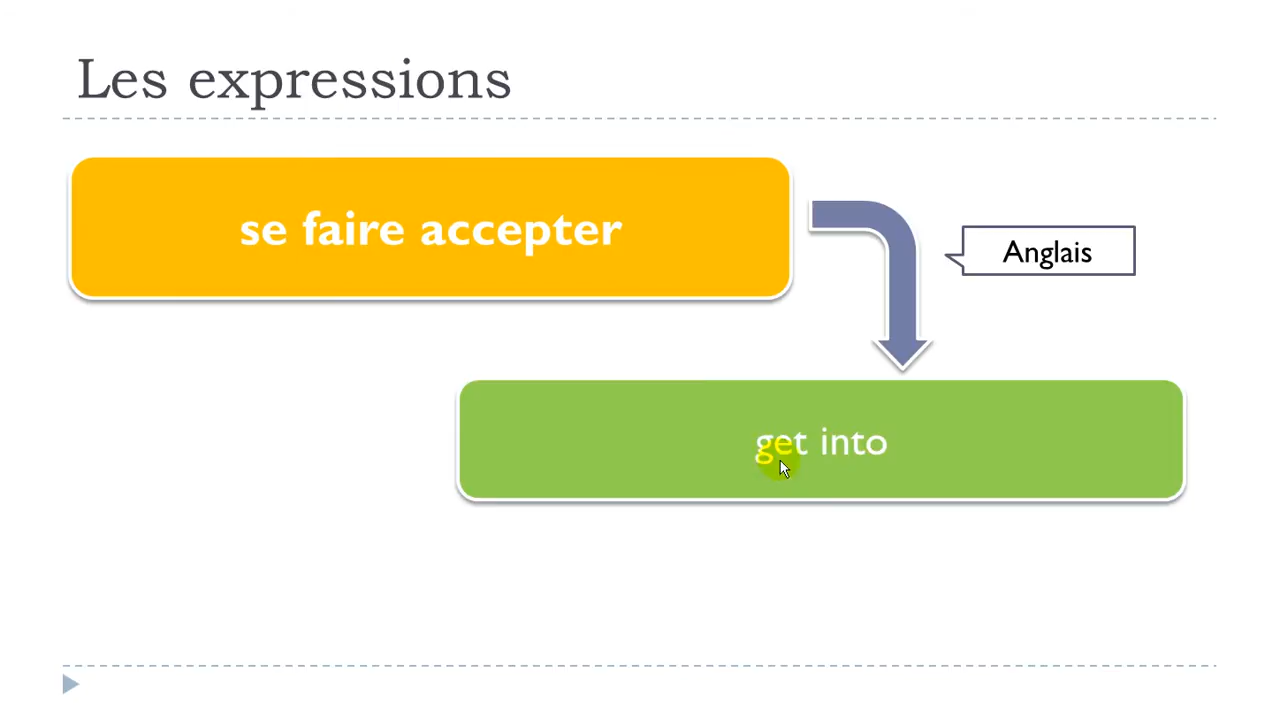 Les expressions
se faire accepter
Anglais
get into